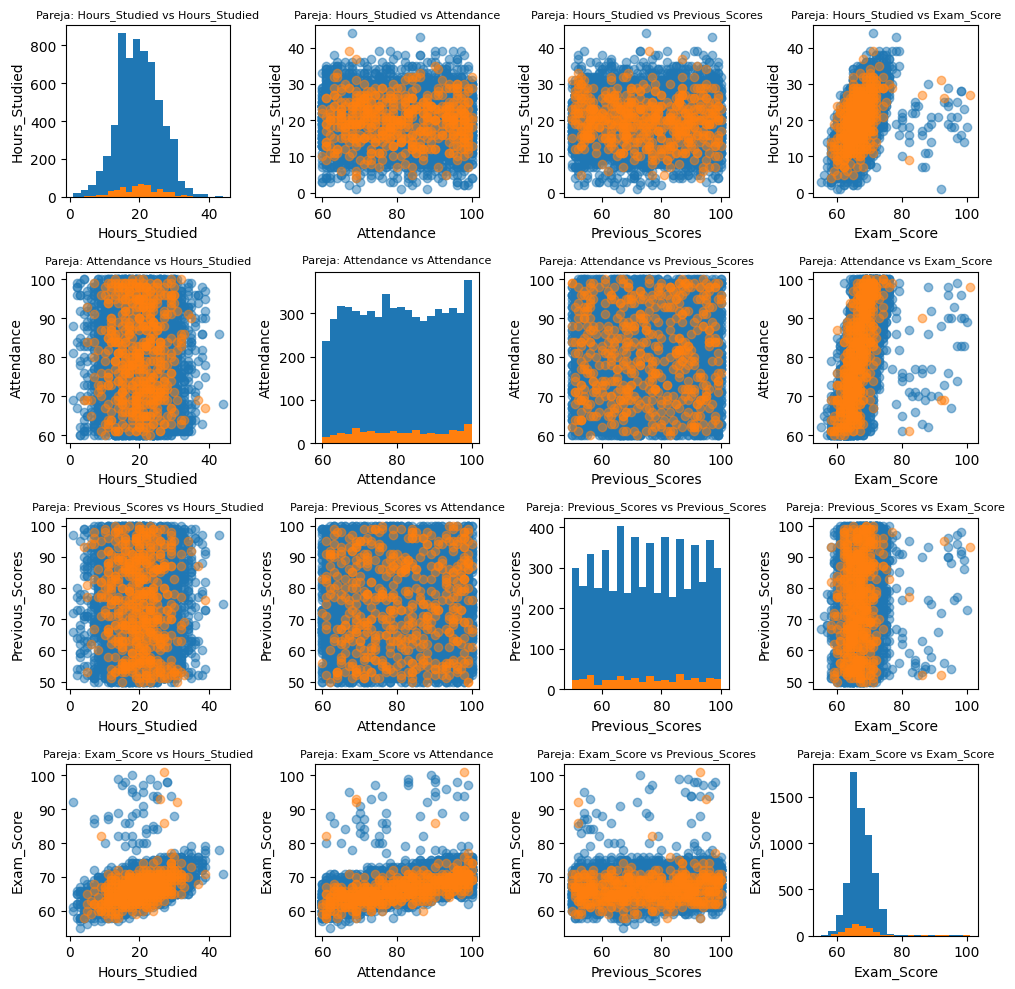 Pareja: Hours_Studied vs Hours_Studied
Pareja: Hours_Studied vs Attendance
Pareja: Hours_Studied vs Previous_Scores
Pareja: Hours_Studied vs Exam_Score
Hours_Studied
800
600
400
200
0
0 20 40
Hours_Studied
Hours_Studied
40
30
20
10
0
60 80 100
Attendance
Hours_Studied
40
30
20
10
0
60 80 100
Previous_Scores
Hours_Studied
40
30
20
10
0
60 80 100
Exam_Score
Pareja: Attendance vs Hours_Studied
Pareja: Attendance vs Attendance
Pareja: Attendance vs Previous_Scores
Pareja: Attendance vs Exam_Score
Attendance
100
90
80
70
60
0 20 40
Hours_Studied
Attendance
300
200
100
0
60 80 100
Attendance
Attendance
100
90
80
70
60
60 80 100
Previous_Scores
Attendance
100
90
80
70
60
60 80 100
Exam_Score
Pareja: Previous_Scores vs Hours_Studied
Pareja: Previous_Scores vs Attendance
Pareja: Previous_Scores vs Previous_Scores
Pareja: Previous_Scores vs Exam_Score
Previous_Scores
100
90
80
70
60
50
0 20 40
Hours_Studied
Previous_Scores
100
90
80
70
60
50
60 80 100
Attendance
Previous_Scores
400
300
200
100
0
60 80 100
Previous_Scores
Previous_Scores
100
90
80
70
60
50
60 80 100
Exam_Score
Pareja: Exam_Score vs Hours_Studied
Pareja: Exam_Score vs Attendance
Pareja: Exam_Score vs Previous_Scores
Pareja: Exam_Score vs Exam_Score
Exam_Score
100
90
80
70
60
0 20 40
Hours_Studied
Exam_Score
100
90
80
70
60
60 80 100
Attendance
Exam_Score
100
90
80
70
60
60 80 100
Previous_Scores
Exam_Score
1500
1000
500
0
60 80 100
Exam_Score